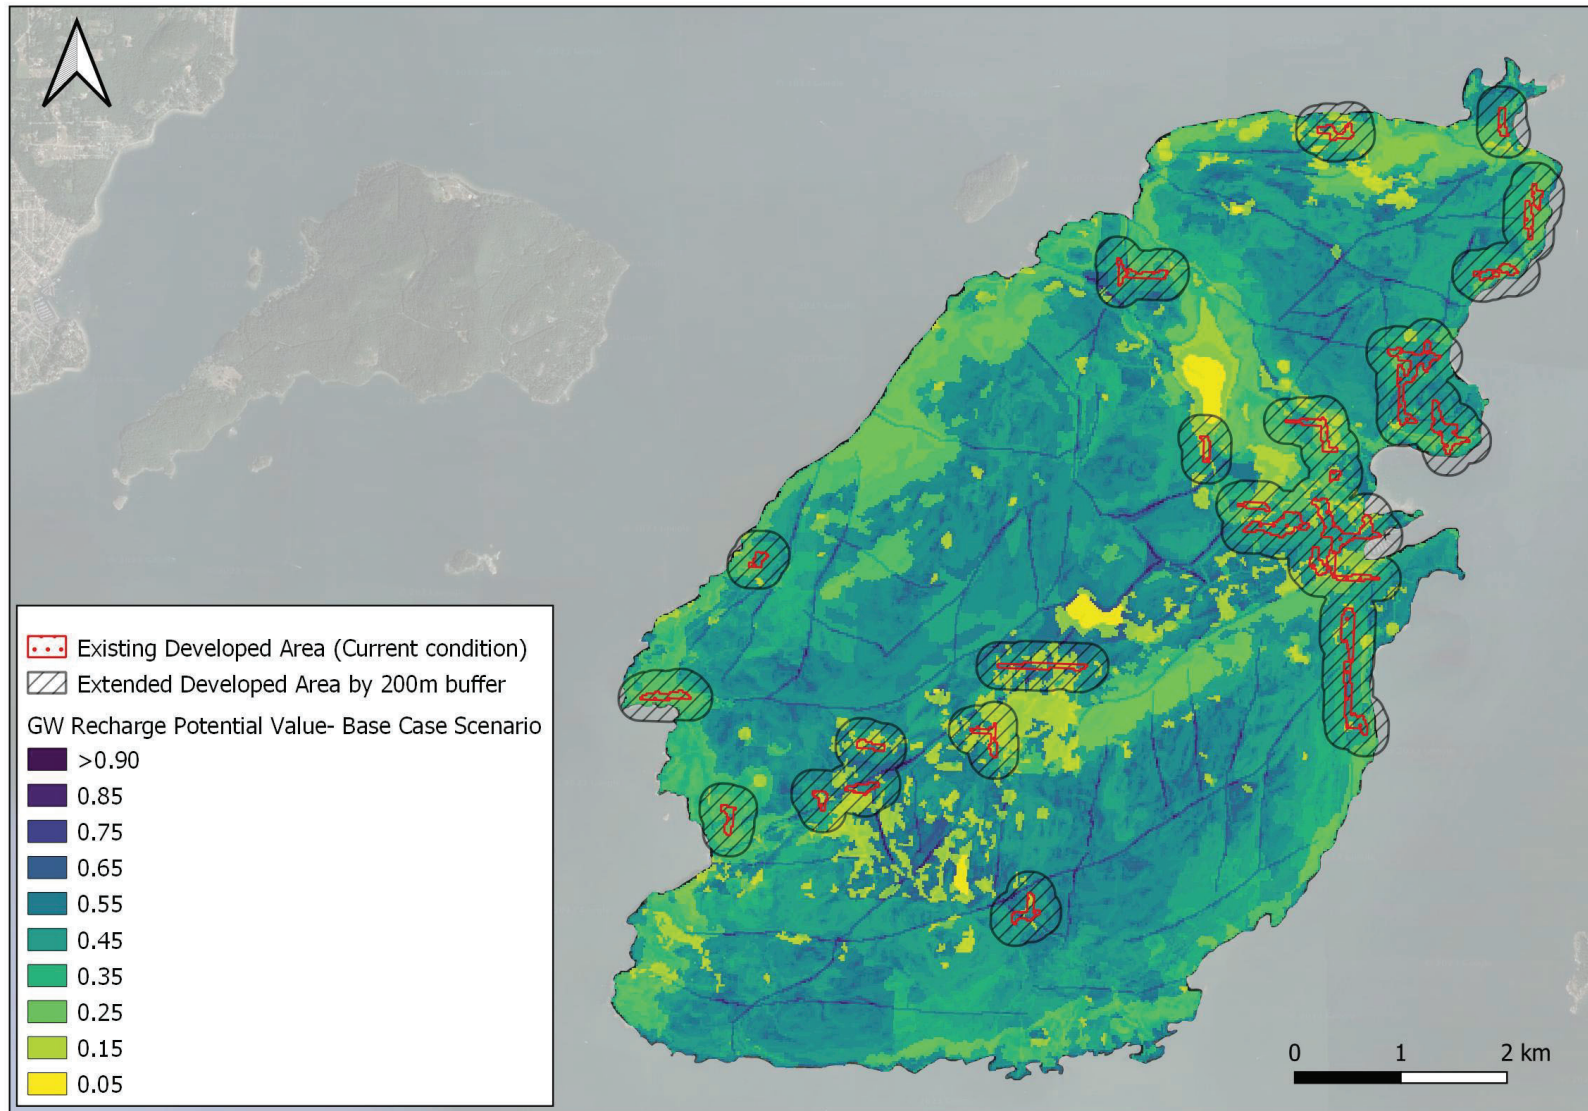 Existing Developed Area (Current condition)
Extended Developed Area by 200m buffer
GW Recharge Potential Value- Base Case Scenario
>0.90
0.85
0.75
0.65
0.55
0.45
0.35
0.25
0.15
0.05
0 1 2 km